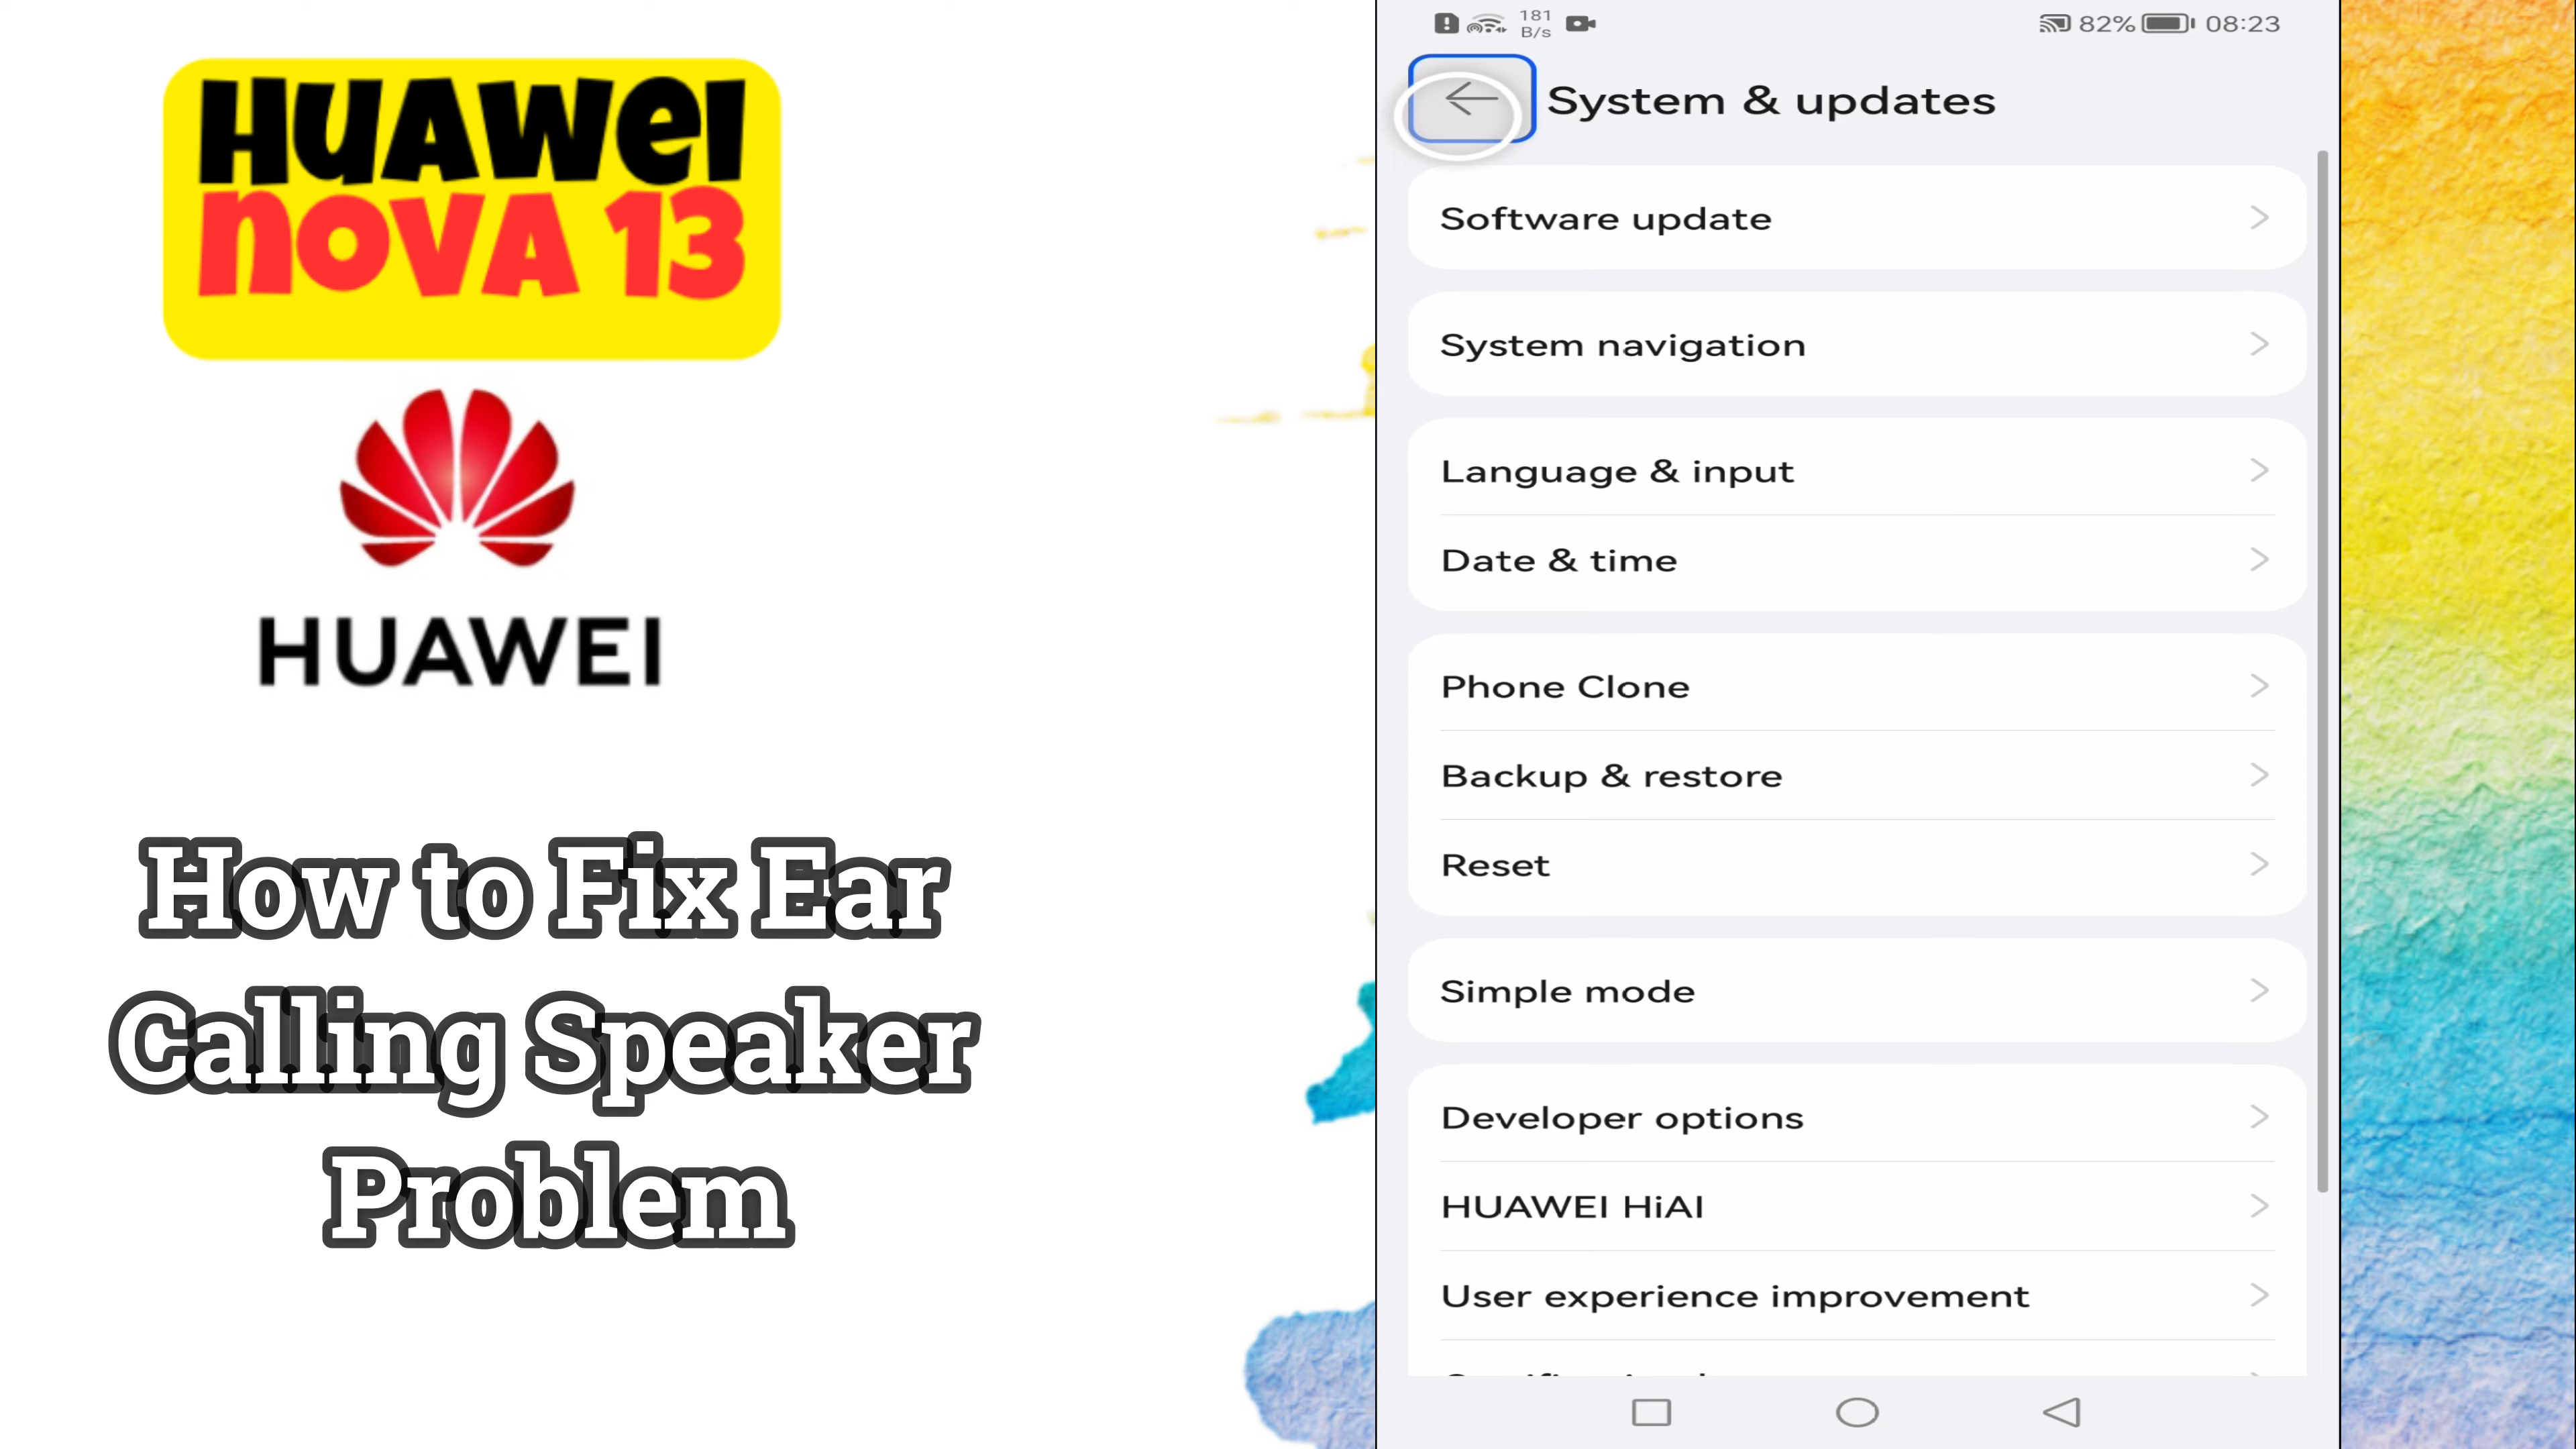 HUAWEI
NOVA 13
HUAWEI
How to Fix Ear
Calling Speaker
Problem
181
B/s
82%
08:23
System & updates
Software update
System navigation
Language & input
Date & time
Phone Clone
Backup & restore
Reset
Simple mode
Developer options
HUAWEI HiAI
User experience improvement